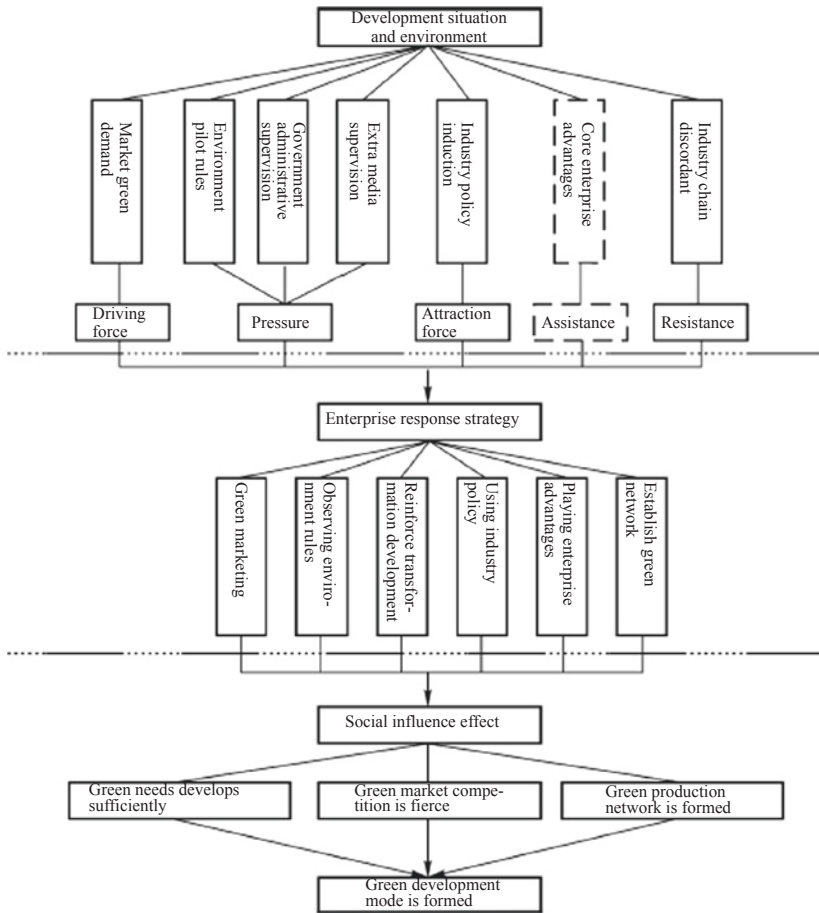 Development situation
and environment
Market green
demand
Environment
pilot rules
Government
administrative
supervision
Extra media
supervision
Industry policy
induction
Core enterprise
advantages
Industry chain
discordant
Driving
force
Pressure
Attraction
force
Assistance
Resistance
Enterprise response strategy
Green marketing
Observing enviro-
nment rules
Reinforce transfor-
mation development
Using industry
policy
Playing enterprise
advantages
Establish green
network
Social influence effect
Green needs develops
sufficiently
Green market compe-
tition is fierce
Green production
network is formed
Green development
mode is formed